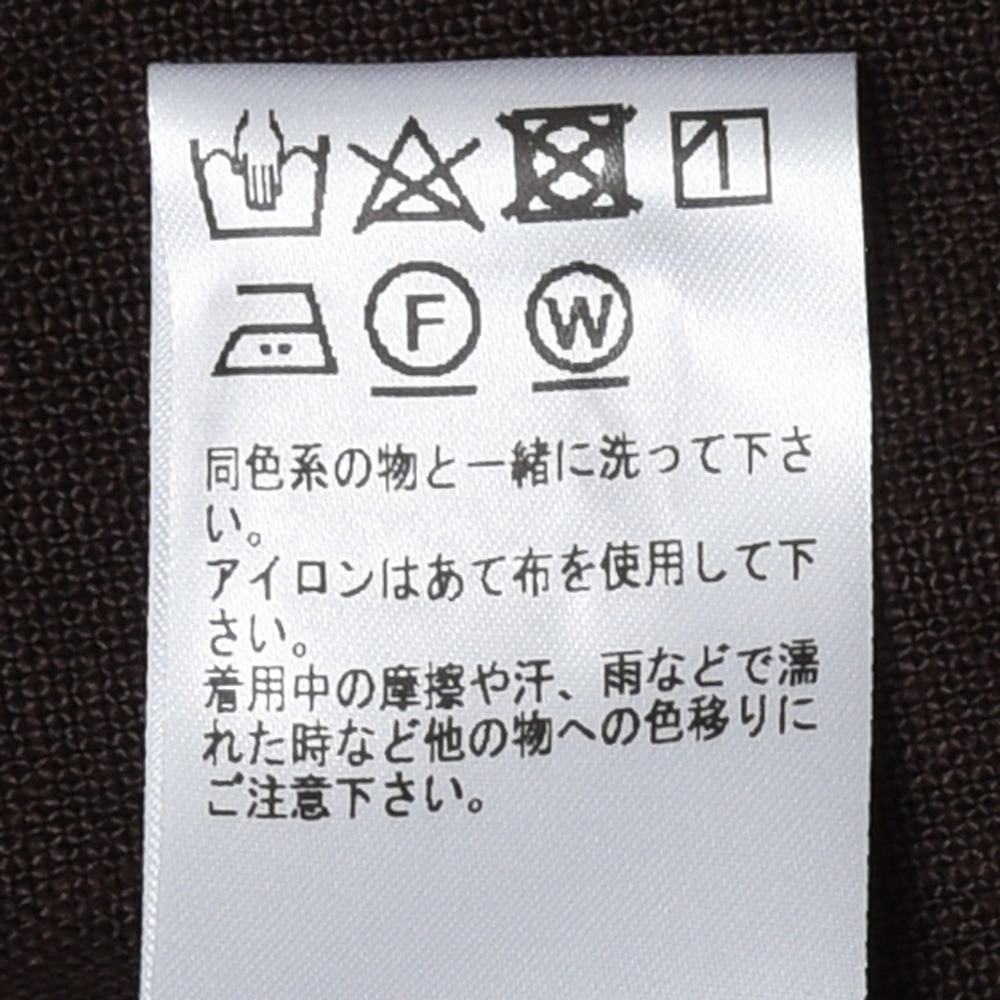 F W
同色系の物と一緒に洗って下さ
い。
アイロンはあて布を使用して下
さい。
着用中の摩擦や汗、雨などで濡
れた時など他の物への色移りに
ご注意下さい。